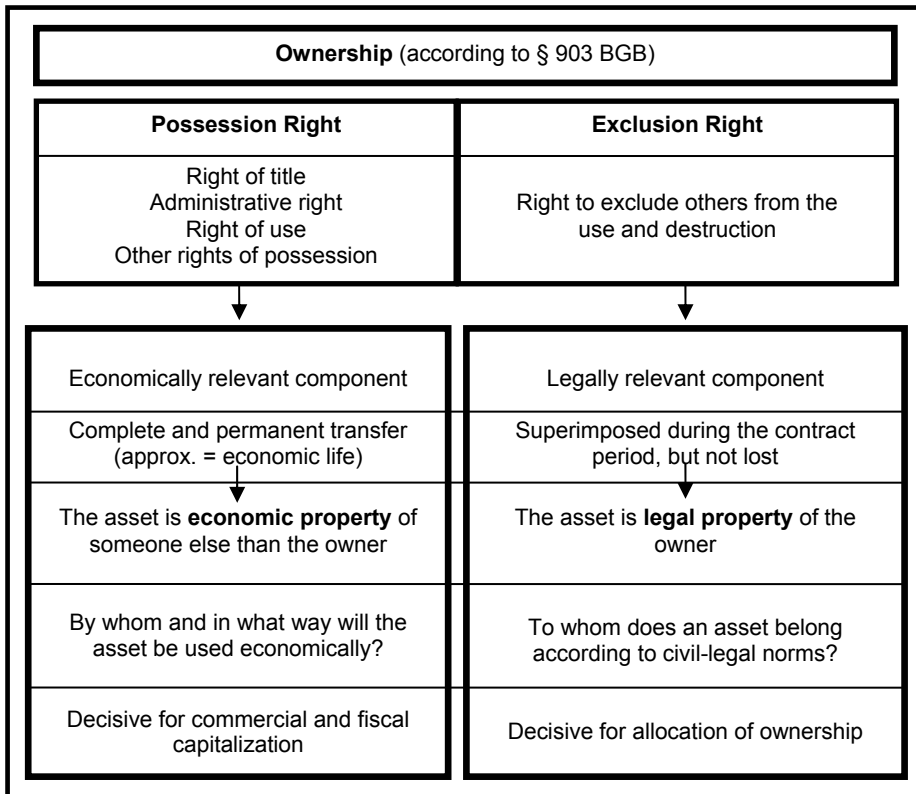 Ownership (according to § 903 BGB)
Possession Right
Right of title
Administrative right
Right of use
Other rights of possession
Exclusion Right
Right to exclude others from the
use and destruction
Economically relevant component
Legally relevant component
Complete and permanent transfer
(approx. = economic life)
Superimposed during the contract
period, but not lost
The asset is economic property of
someone else than the owner
The asset is legal property of the
owner
By whom and in what way will the
asset be used economically?
To whom does an asset belong
according to civil-legal norms?
Decisive for commercial and fiscal
capitalization
Decisive for allocation of ownership